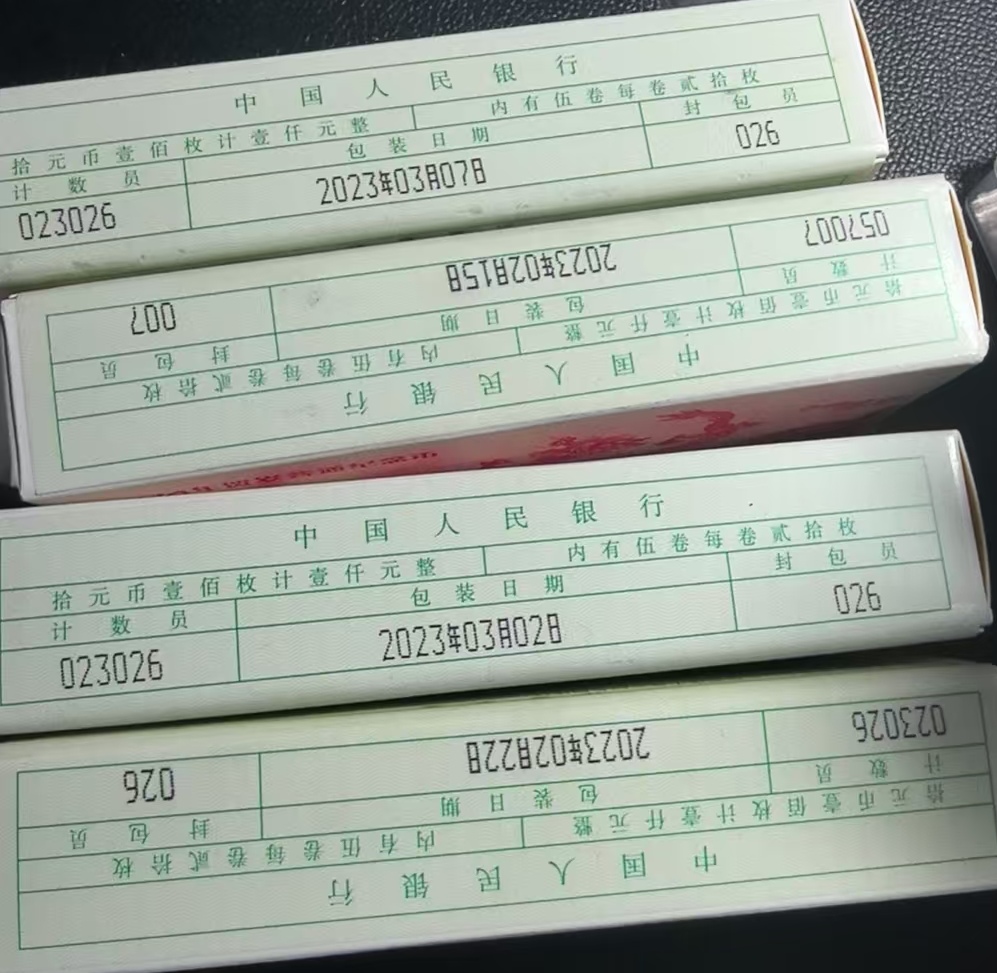 中国人民银行
拾元币壹佰枚计壹仟元整 内有伍卷每卷贰拾枚
计数员 包装日期 封包员
023026 2023年03月07日 026
中国人民银行
拾元币壹佰枚计壹仟元整 内有伍卷每卷贰拾枚
计数员 包装日期 封包员
057007 2023年02月15日 007
中国人民银行
拾元币壹佰枚计壹仟元整 内有伍卷每卷贰拾枚
计数员 包装日期 封包员
023026 2023年03月02日 026
中国人民银行
拾元币壹佰枚计壹仟元整 内有伍卷每卷贰拾枚
计数员 包装日期 封包员
023026 2023年02月22日 026